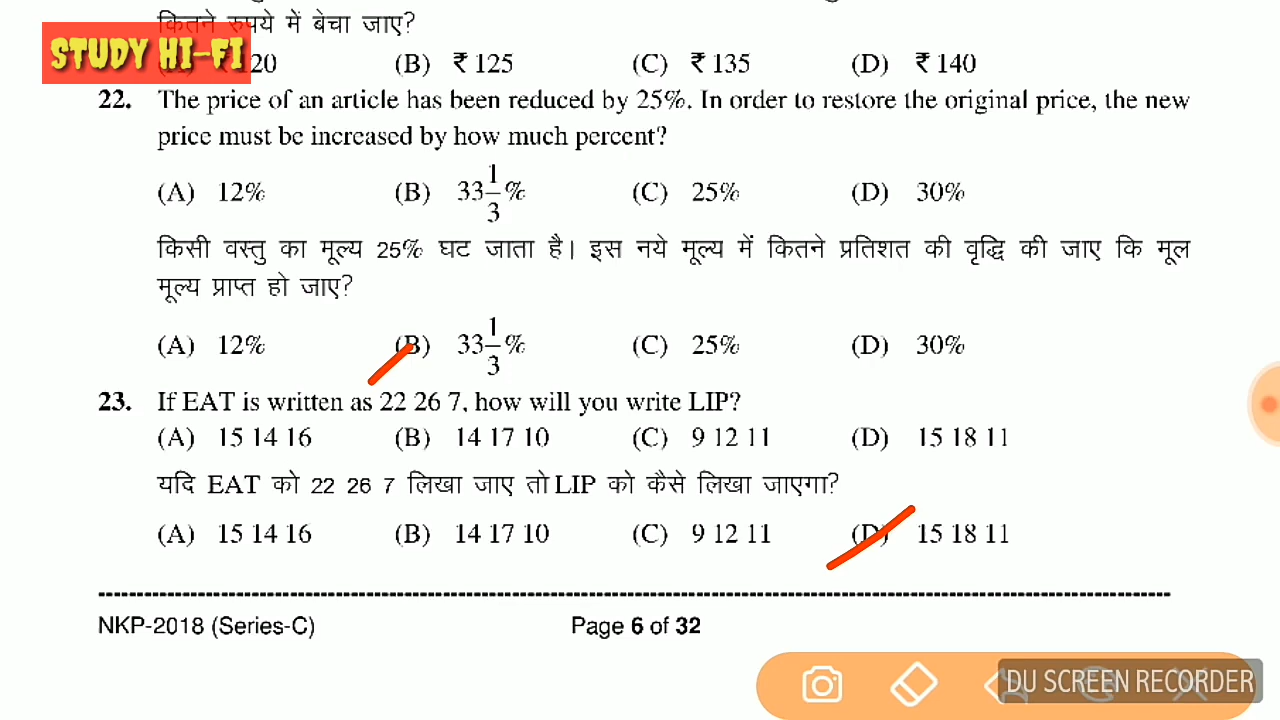 कितने रुपये में बेचा जाए?
STUDY HI-FI
20 (B) ₹ 125 (C) ₹ 135 (D) ₹ 140
22. The price of an article has been reduced by 25%. In order to restore the original price, the new
price must be increased by how much percent?
(A) 12% (B) 33 1/3 % (C) 25% (D) 30%
किसी वस्तु का मूल्य 25% घट जाता है। इस नये मूल्य में कितने प्रतिशत की वृद्धि की जाए कि मूल
मूल्य प्राप्त हो जाए?
(A) 12% (B) 33 1/3 % (C) 25% (D) 30%
23. If EAT is written as 22 26 7, how will you write LIP?
(A) 15 14 16 (B) 14 17 10 (C) 9 12 11 (D) 15 18 11
यदि EAT को 22 26 7 लिखा जाए तो LIP को कैसे लिखा जाएगा?
(A) 15 14 16 (B) 14 17 10 (C) 9 12 11 (D) 15 18 11
NKP-2018 (Series-C) Page 6 of 32
DU SCREEN RECORDER